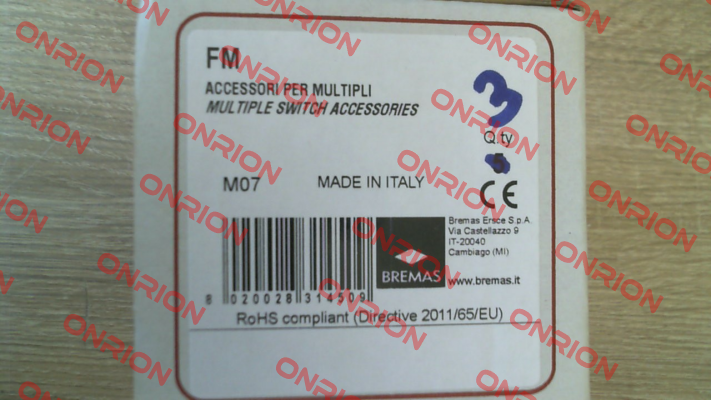 FM
ACCESSORI PER MULTIPLI
MULTIPLE SWITCH ACCESSORIES
3
Q.ty
M07
MADE IN ITALY
CE
Bremas Ersce S.p.A.
Via Castellazzo 9
IT-20040
Cambiago (MI)
BREMAS
www.bremas.it
8 020028 314509
RoHS compliant (Directive 2011/65/EU)
ONRION